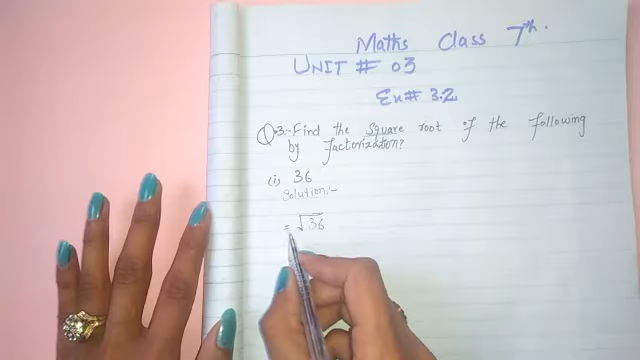 Maths Class 7th.
UNIT # 03
Ex# 3.2
Q3:-Find the Square root of the following
by factorization?
(i) 36
Solution:-
= √36